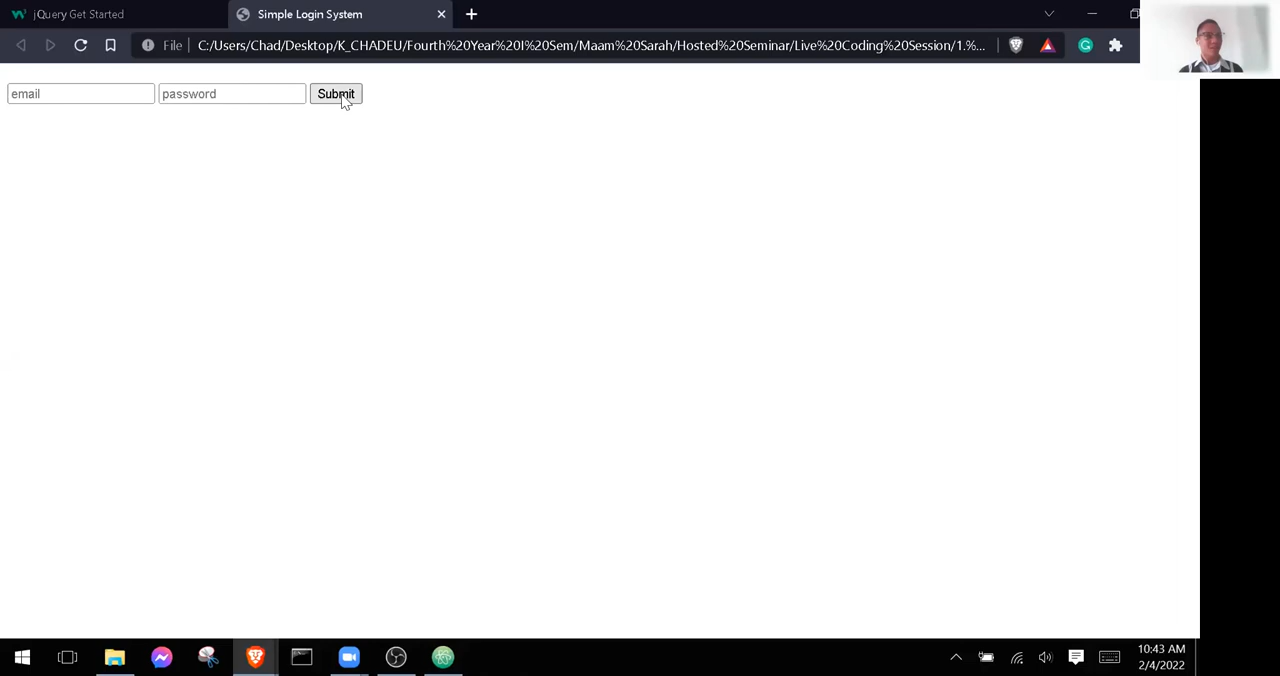 jQuery Get Started
Simple Login System
File
C:/Users/Chad/Desktop/K_CHADEU/Fourth%20Year%20I%20Sem/Maam%20Sarah/Hosted%20Seminar/Live%20Coding%20Session/1.%...
email
password
Submit
10:43 AM
2/4/2022